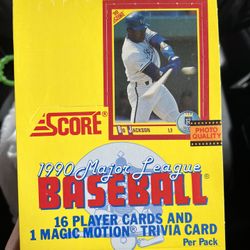 SCORE
JACKSON LF
PHOTO
QUALITY
SCORE®
1990 Major League
BASEBALL®
16 PLAYER CARDS AND
1 MAGIC MOTION® TRIVIA CARD
Per Pack